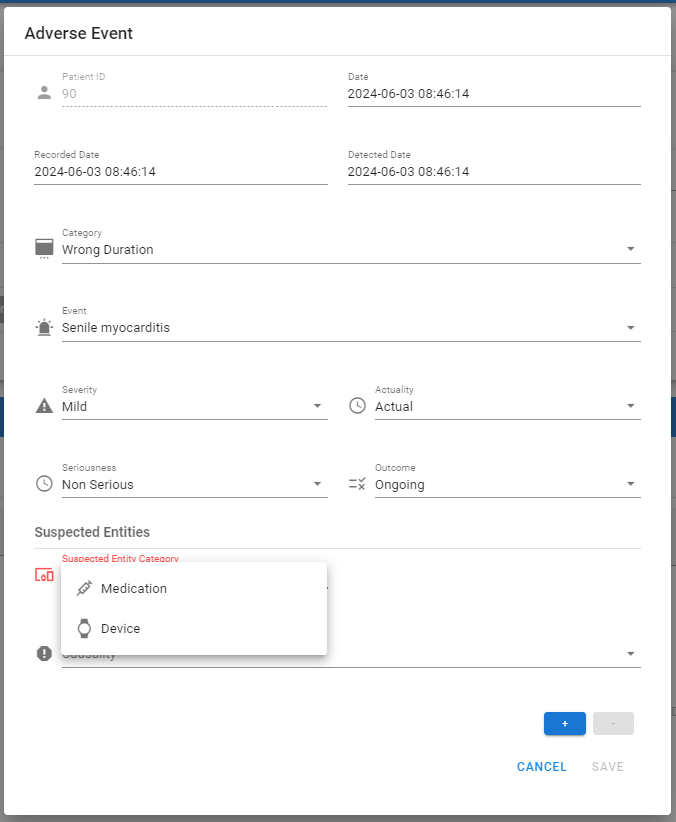 Adverse Event
Patient ID
90
Date
2024-06-03 08:46:14
Recorded Date
2024-06-03 08:46:14
Detected Date
2024-06-03 08:46:14
Category
Wrong Duration
Event
Senile myocarditis
Severity
Mild
Actuality
Actual
Seriousness
Non Serious
Outcome
Ongoing
Suspected Entities
Suspected Entity Category
Medication
Device
Causality
+
-
CANCEL
SAVE